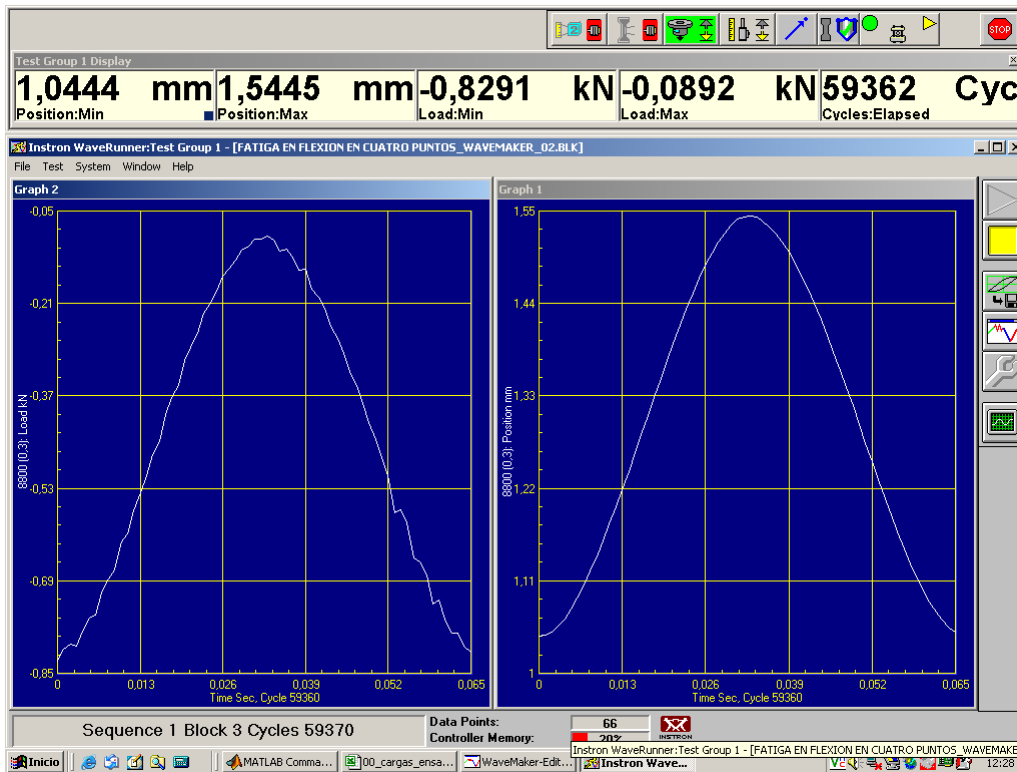 STOP
Test Group 1 Display
1,0444 mm 1,5445 mm -0,8291 kN -0,0892 kN 59362 Cyc
Position:Min Position:Max Load:Min Load:Max Cycles:Elapsed
Instron WaveRunner:Test Group 1 - [FATIGA EN FLEXION EN CUATRO PUNTOS_WAVEMAKER_02.BLK]
File Test System Window Help
Graph 2
-0,05
-0,21
-0,37
-0,53
-0,69
-0,85
8800 (0,3): Load kN
0 0,013 0,026 0,039 0,052 0,065
Time Sec, Cycle 59360
Graph 1
1,55
1,44
1,33
1,22
1,11
1
8800 (0,3): Position mm
0 0,013 0,026 0,039 0,052 0,065
Time Sec, Cycle 59360
Sequence 1 Block 3 Cycles 59370
Data Points: 66
Controller Memory: 20%
INSTRON
Instron WaveRunner:Test Group 1 - [FATIGA EN FLEXION EN CUATRO PUNTOS_WAVEMAKE
Inicio MATLAB Comma... 00_cargas_ensa... WaveMaker-Edit... Instron Wave... 12:28